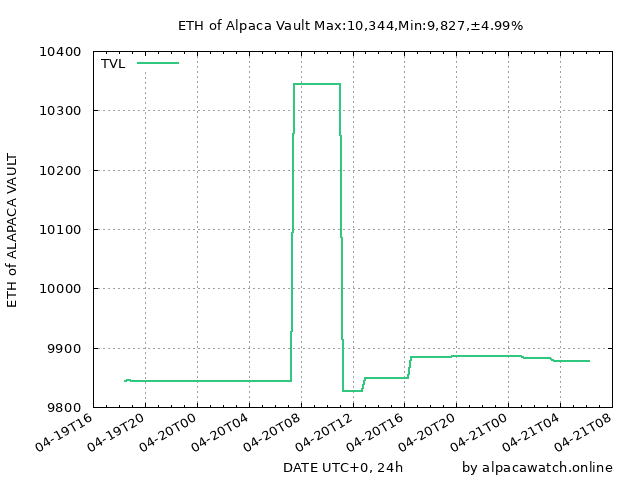 ETH of Alpaca Vault Max:10,344,Min:9,827,±4.99%
TVL
ETH of ALAPACA VAULT
10400
10300
10200
10100
10000
9900
9800
04-19T16
04-19T20
04-20T00
04-20T04
04-20T08
04-20T12
04-20T16
04-20T20
04-21T00
04-21T04
04-21T08
DATE UTC+0, 24h
by alpacawatch.online